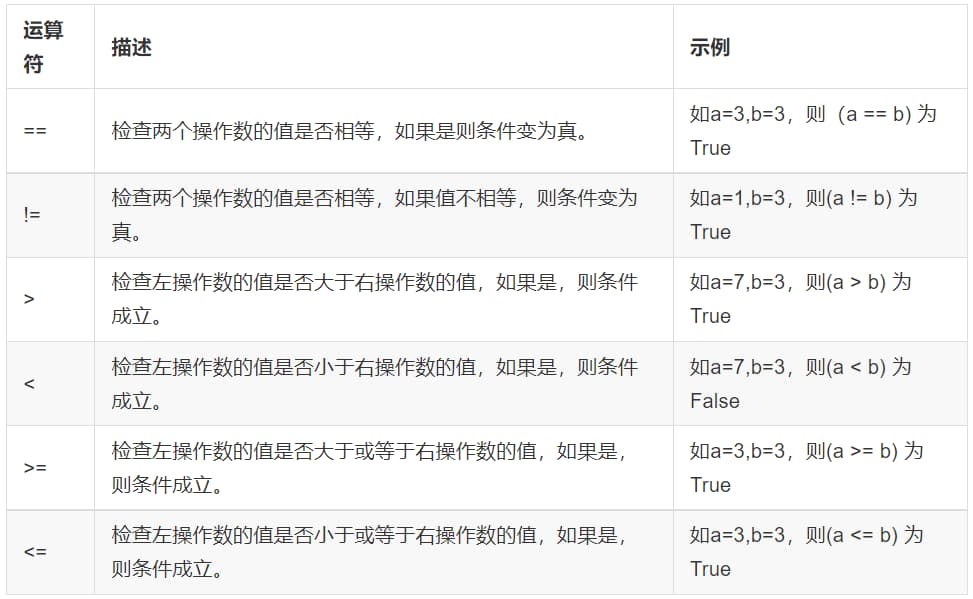 运算
符
描述
示例
==
检查两个操作数的值是否相等，如果是则条件变为真。
如a=3,b=3，则（a == b) 为
True
!=
检查两个操作数的值是否相等，如果值不相等，则条件变为
真。
如a=1,b=3，则(a != b) 为
True
>
检查左操作数的值是否大于右操作数的值，如果是，则条件
成立。
如a=7,b=3，则(a > b) 为
True
<
检查左操作数的值是否小于右操作数的值，如果是，则条件
成立。
如a=7,b=3，则(a < b) 为
False
>=
检查左操作数的值是否大于或等于右操作数的值，如果是，
则条件成立。
如a=3,b=3，则(a >= b) 为
True
<=
检查左操作数的值是否小于或等于右操作数的值，如果是，
则条件成立。
如a=3,b=3，则(a <= b) 为
True